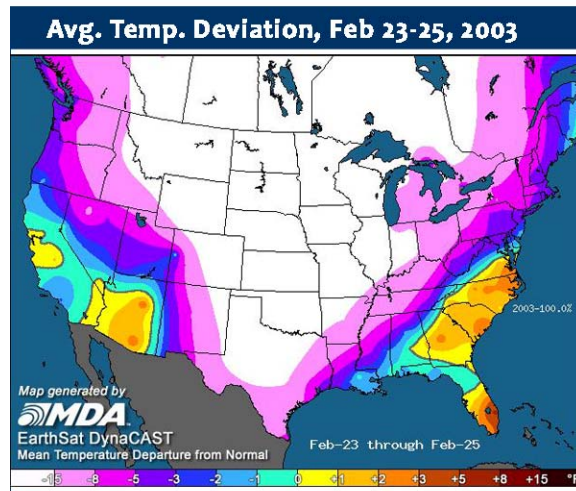 Avg. Temp. Deviation, Feb 23-25, 2003
2003-100.0%
Map generated by
MDA
EarthSat DynaCAST
Mean Temperature Departure from Normal
Feb-23 through Feb-25
-15 -8 -5 -3 -2 -1 0 +1 +2 +3 +5 +8 +15 °F